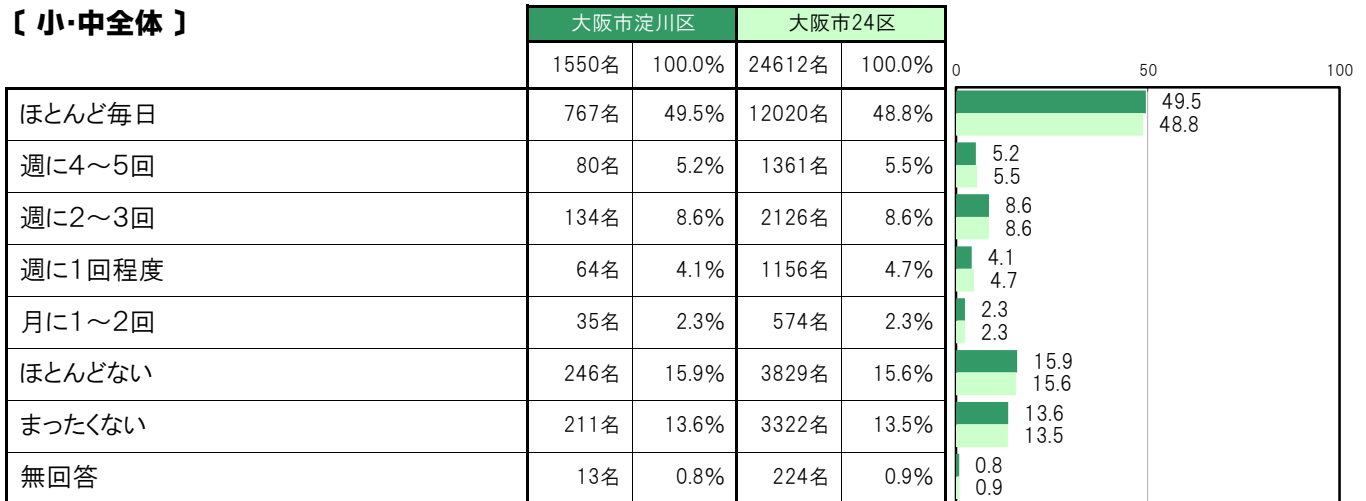 〔 小・中全体 〕
大阪市淀川区 大阪市24区
1550名 100.0% 24612名 100.0%
0 50 100
ほとんど毎日 767名 49.5% 12020名 48.8% 49.5
48.8
週に4～5回 80名 5.2% 1361名 5.5% 5.2
5.5
週に2～3回 134名 8.6% 2126名 8.6% 8.6
8.6
週に1回程度 64名 4.1% 1156名 4.7% 4.1
4.7
月に1～2回 35名 2.3% 574名 2.3% 2.3
2.3
ほとんどない 246名 15.9% 3829名 15.6% 15.9
15.6
まったくない 211名 13.6% 3322名 13.5% 13.6
13.5
無回答 13名 0.8% 224名 0.9% 0.8
0.9